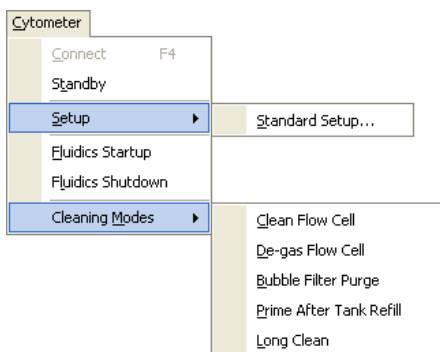 Cytometer
Connect F4
Standby
Setup
Standard Setup...
Fluidics Startup
Fluidics Shutdown
Cleaning Modes
Clean Flow Cell
De-gas Flow Cell
Bubble Filter Purge
Prime After Tank Refill
Long Clean